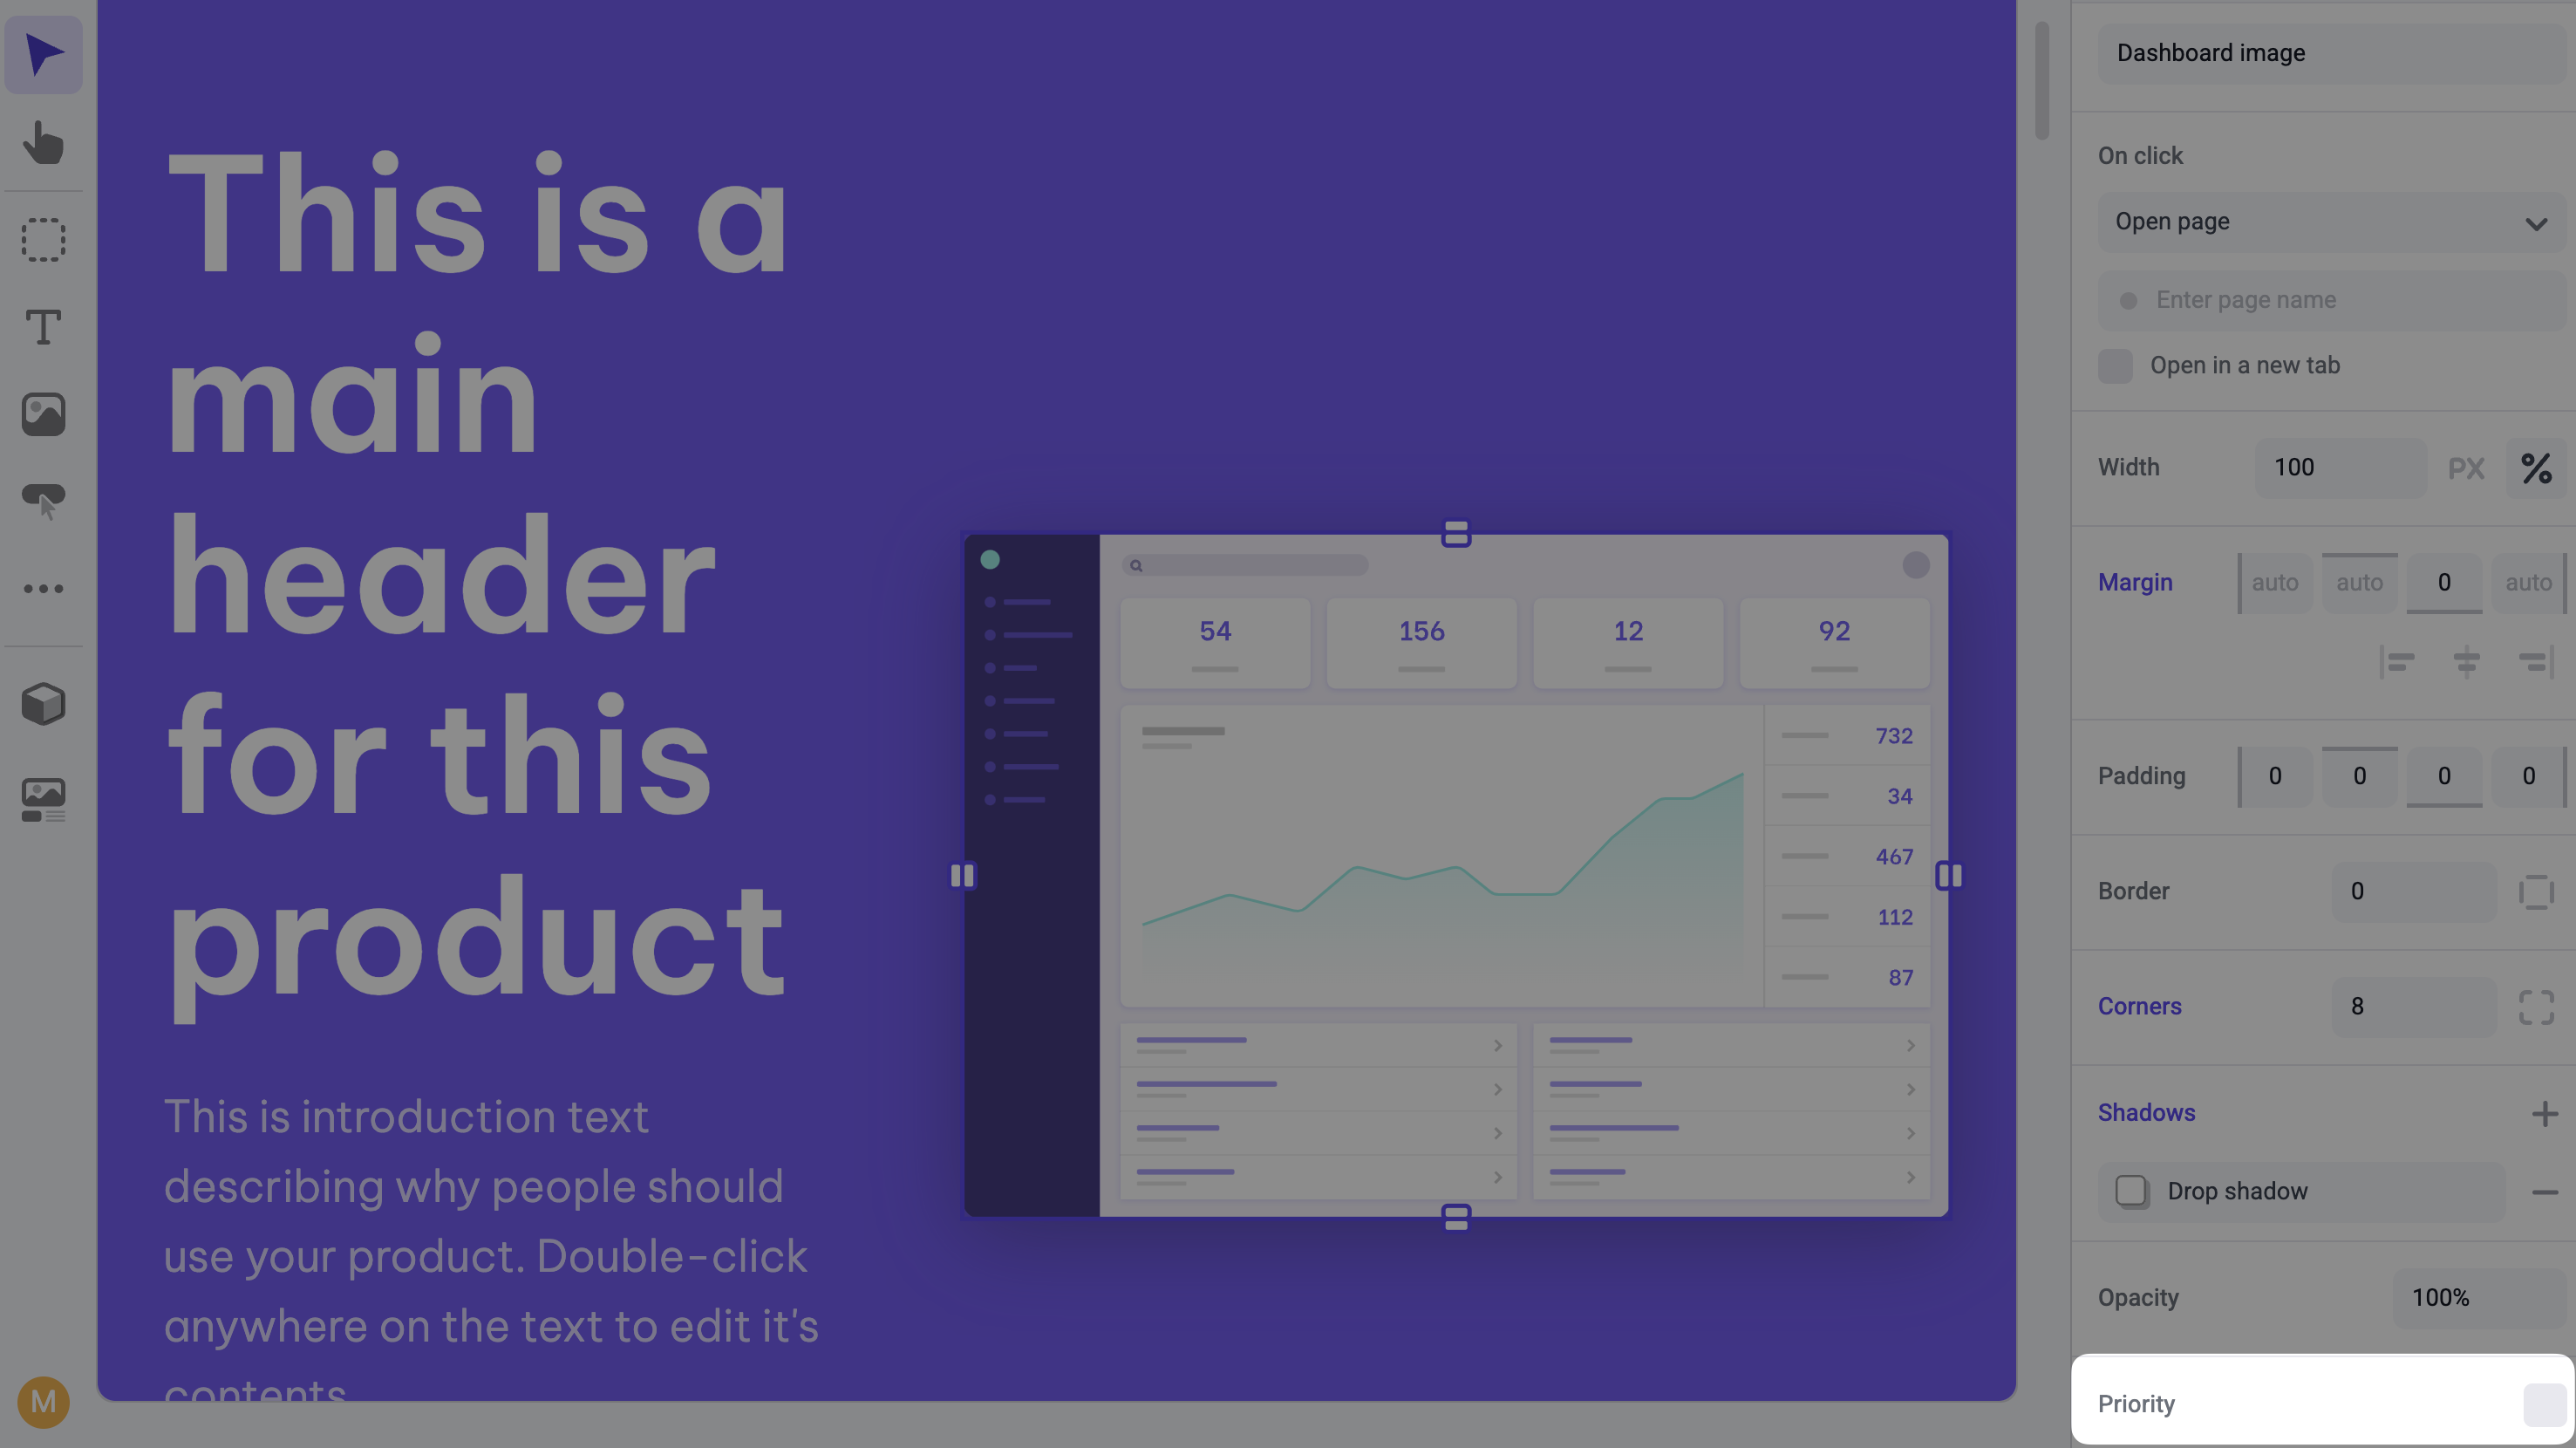 This is a
main
header
for this
product
This is introduction text
describing why people should
use your product. Double-click
anywhere on the text to edit it's
contents
54
156
12
92
732
34
467
112
87
M
Dashboard image
On click
Open page
Enter page name
Open in a new tab
Width 100 PX %
Margin auto auto 0 auto
Padding 0 0 0 0
Border 0
Corners 8
Shadows
Drop shadow
Opacity 100%
Priority